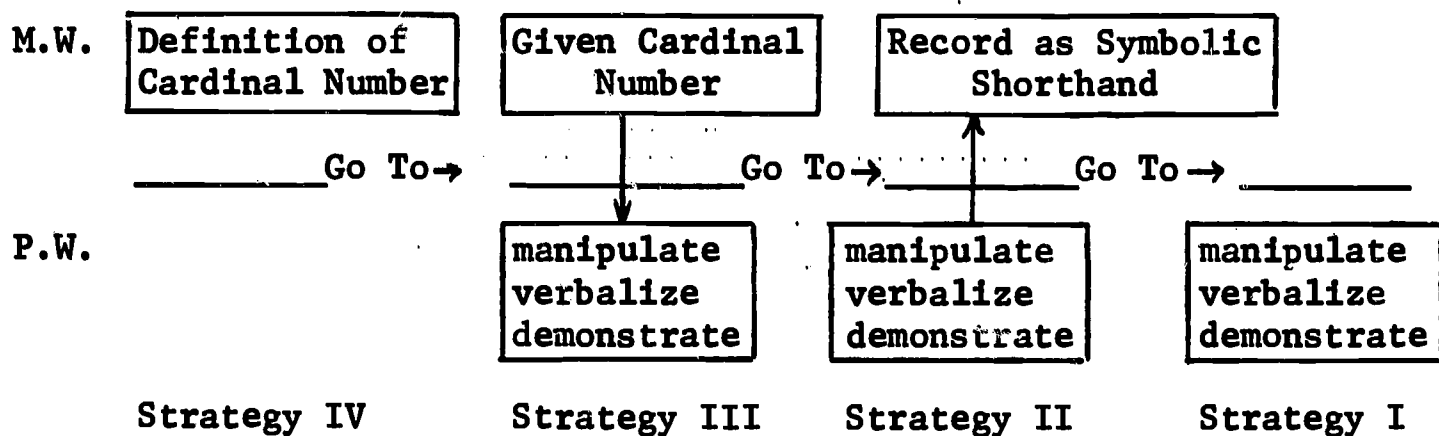 M.W. Definition of Cardinal Number Given Cardinal Number Record as Symbolic Shorthand
Go To→ Go To→ Go To→
P.W. manipulate verbalize demonstrate manipulate verbalize demonstrate manipulate verbalize demonstrate
Strategy IV Strategy III Strategy II Strategy I